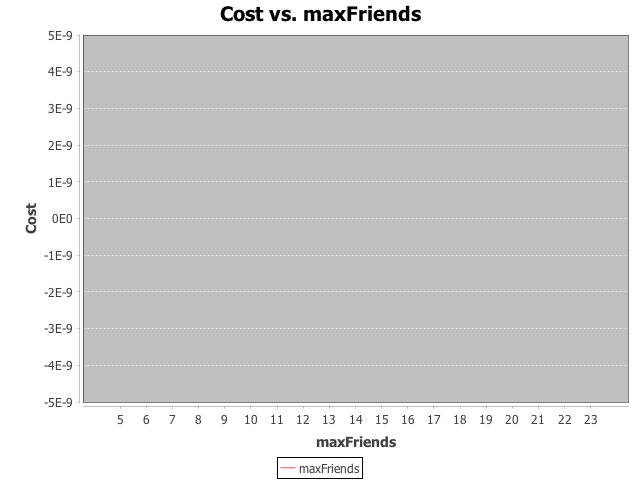 Cost vs. maxFriends
5E-9
4E-9
3E-9
2E-9
1E-9
0E0
-1E-9
-2E-9
-3E-9
-4E-9
-5E-9
Cost
5 6 7 8 9 10 11 12 13 14 15 16 17 18 19 20 21 22 23
maxFriends
maxFriends